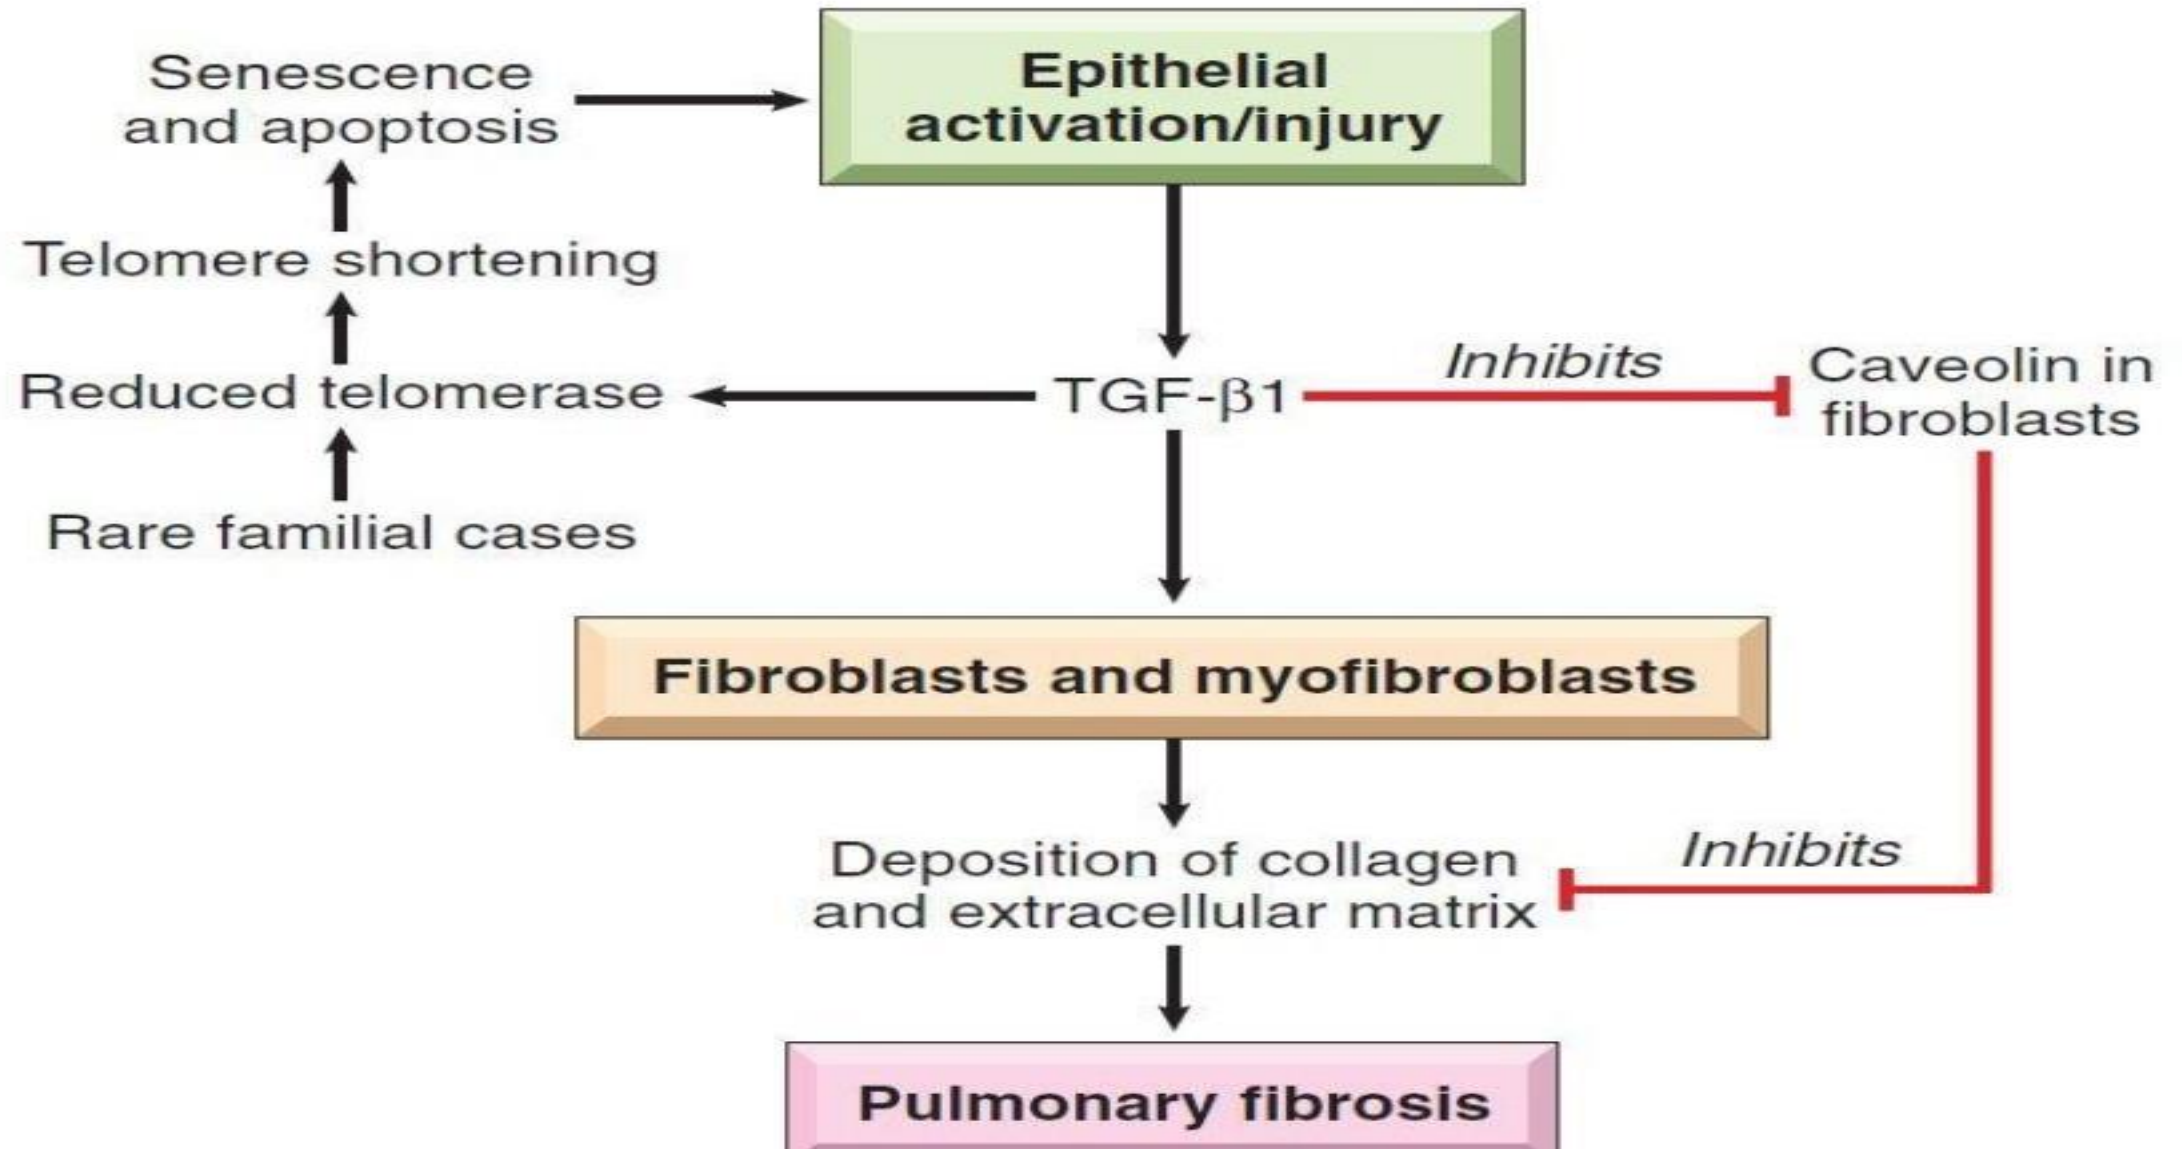 Senescence
and apoptosis
Epithelial
activation/injury
Telomere shortening
Reduced telomerase
TGF-β1
Inhibits
Caveolin in
fibroblasts
Rare familial cases
Fibroblasts and myofibroblasts
Deposition of collagen
and extracellular matrix
Inhibits
Pulmonary fibrosis